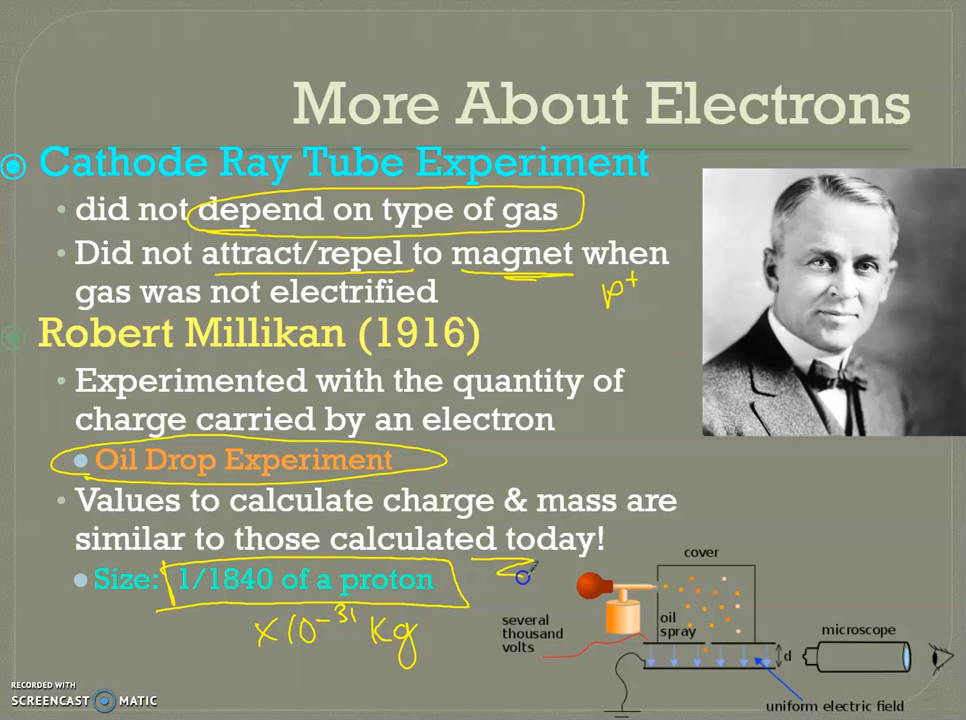 More About Electrons
Cathode Ray Tube Experiment
did not depend on type of gas
Did not attract/repel to magnet when
gas was not electrified
p+
Robert Millikan (1916)
Experimented with the quantity of
charge carried by an electron
Oil Drop Experiment
Values to calculate charge & mass are
similar to those calculated today!
Size: 1/1840 of a proton
x10-31 Kg
cover
oil
spray
several
thousand
volts
d
microscope
uniform electric field
RECORDED WITH
SCREENCAST MATIC